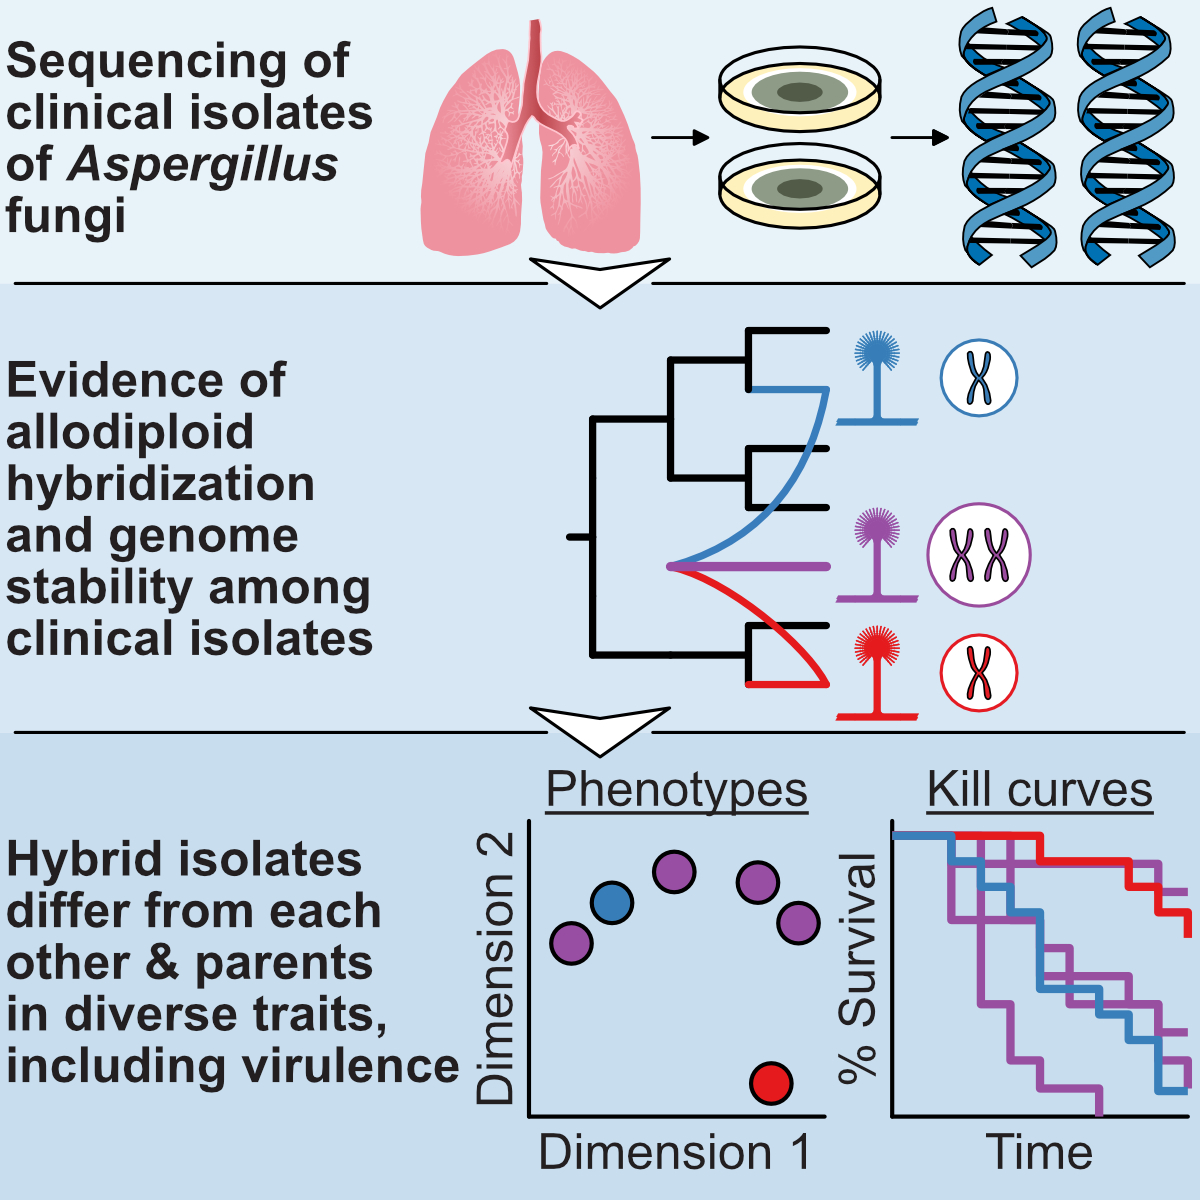 Sequencing of
clinical isolates
of Aspergillus
fungi
Evidence of
allodiploid
hybridization
and genome
stability among
clinical isolates
Hybrid isolates
differ from each
other & parents
in diverse traits,
including virulence
Phenotypes
Dimension 2
Dimension 1
Kill curves
% Survival
Time